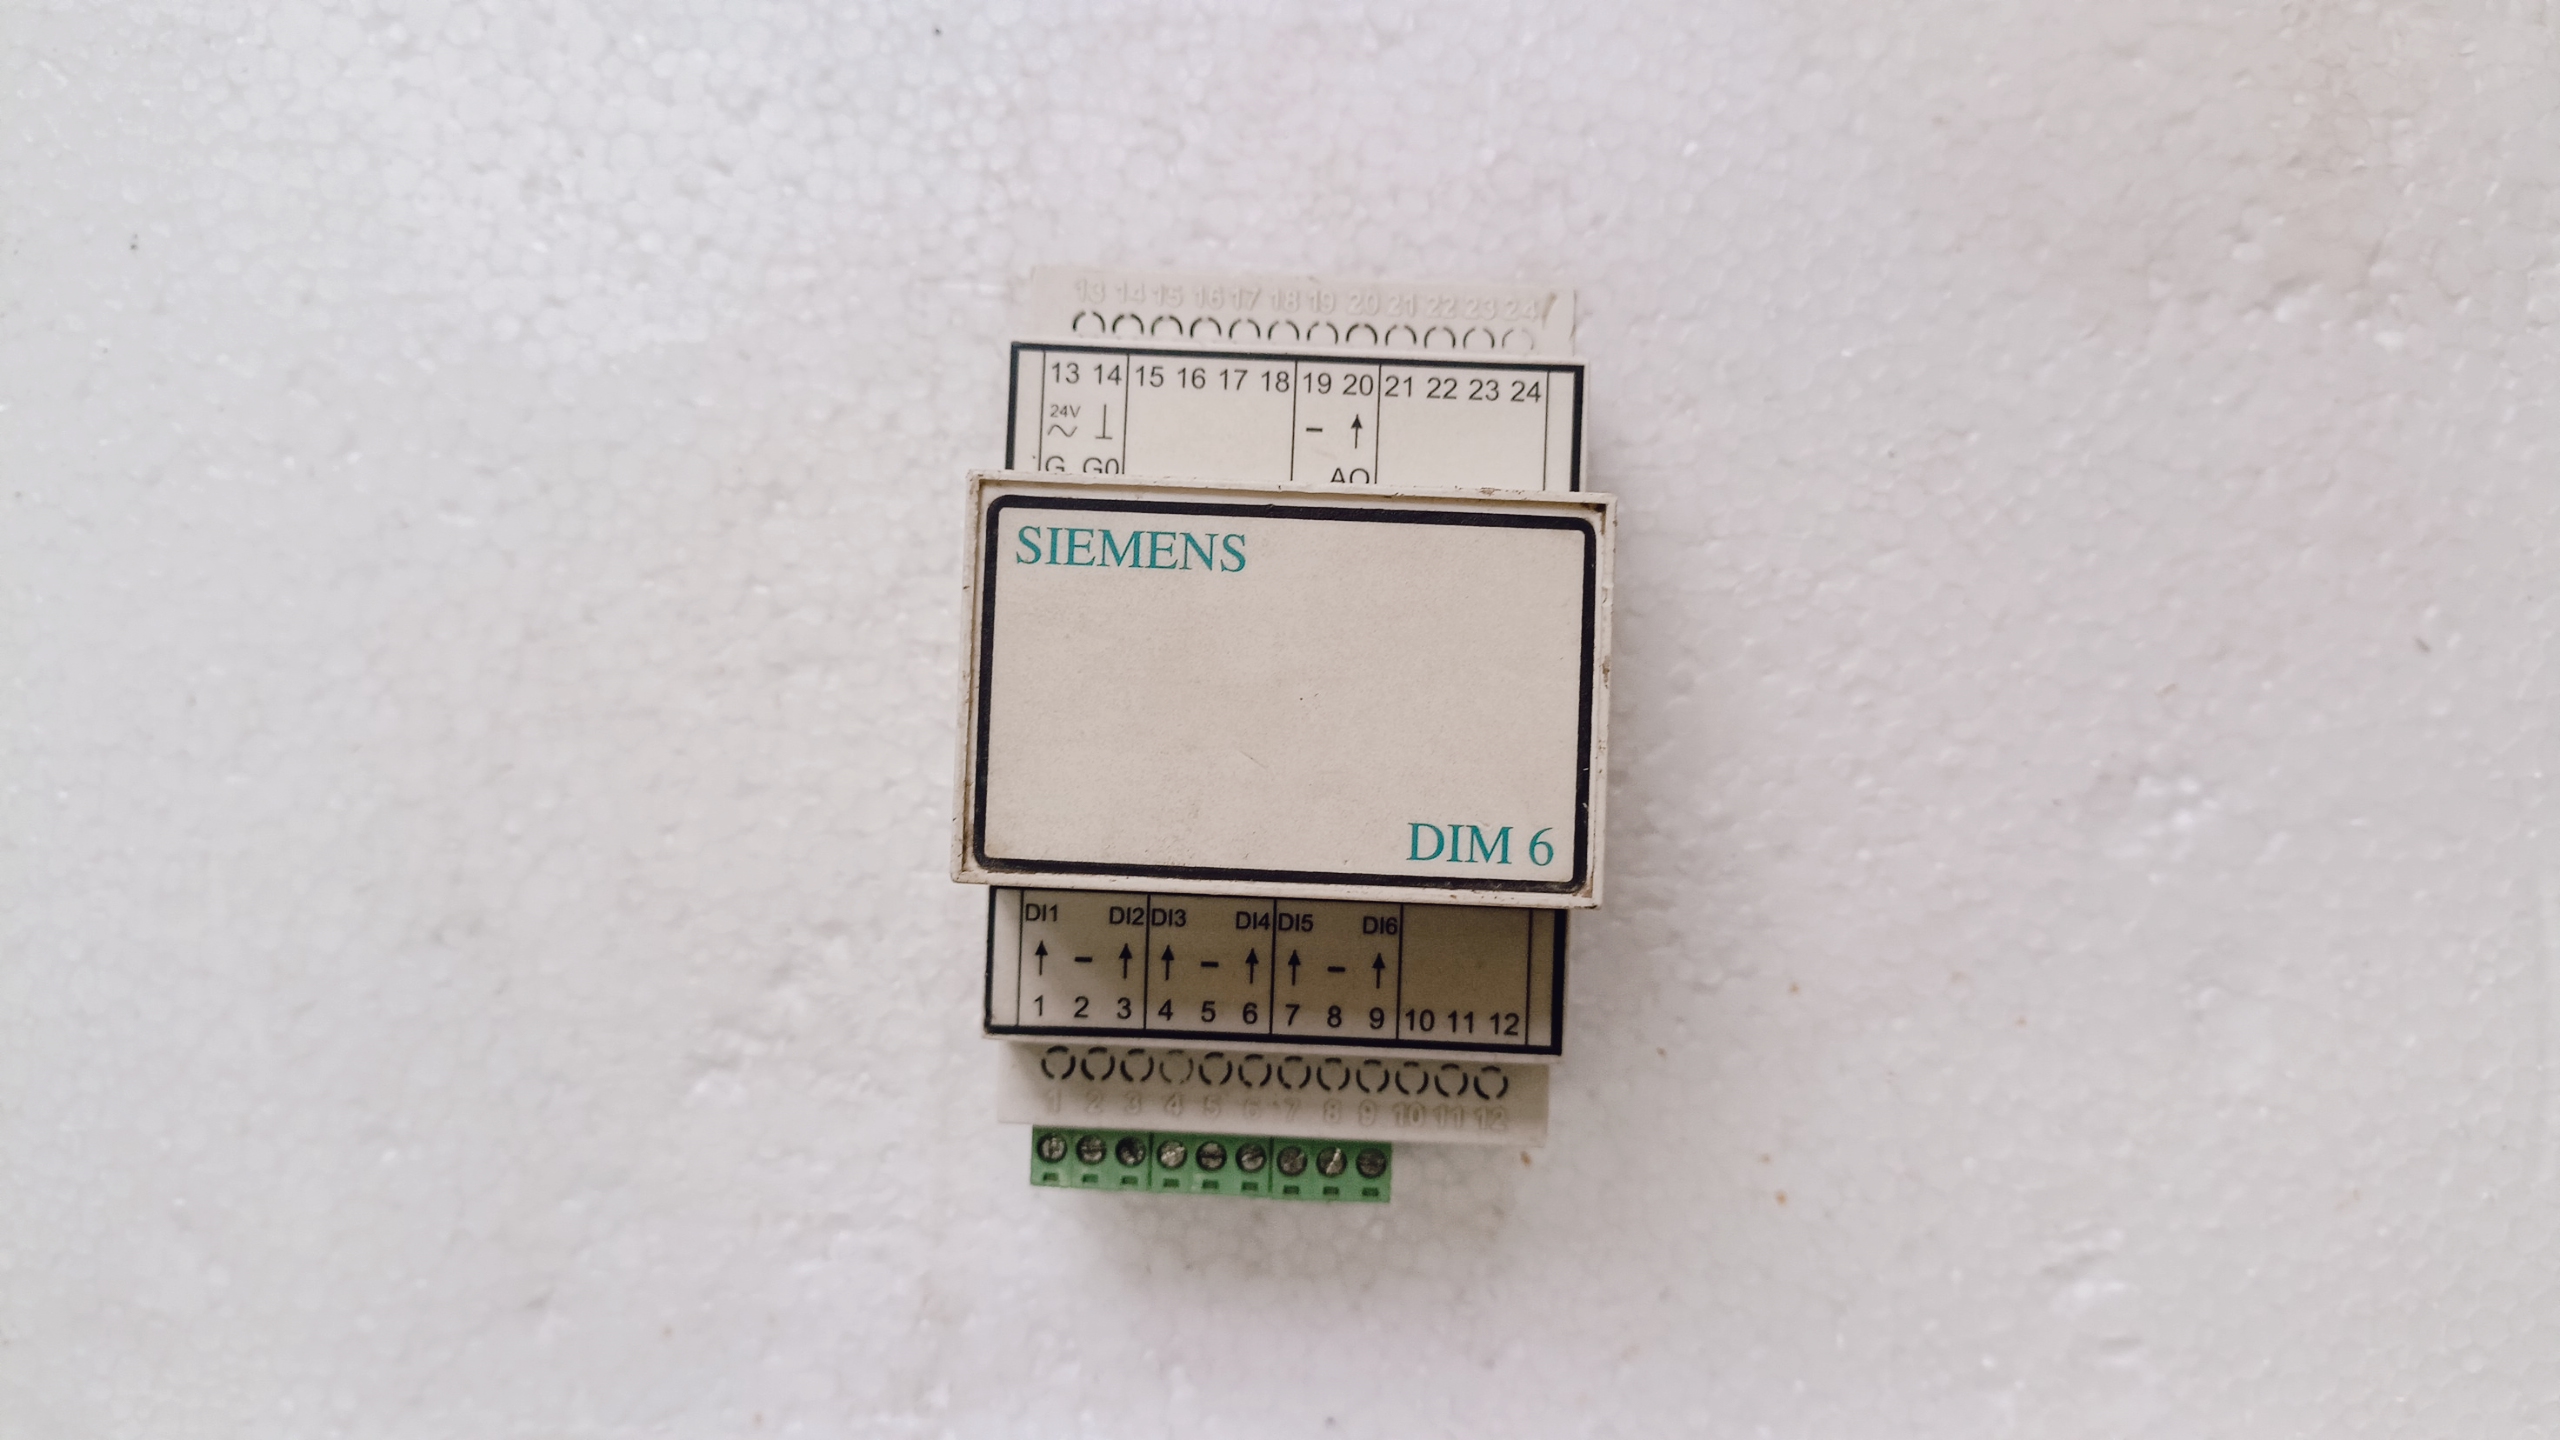 13 14 15 16 17 18 19 20 21 22 23 24
13 14 15 16 17 18 19 20 21 22 23 24
24V
~ ⊥ - ↑
G G0 AO
SIEMENS
DIM 6
DI1 DI2 DI3 DI4 DI5 DI6
↑ - ↑ ↑ - ↑ ↑ - ↑
1 2 3 4 5 6 7 8 9 10 11 12
1 2 3 4 5 6 7 8 9 10 11 12